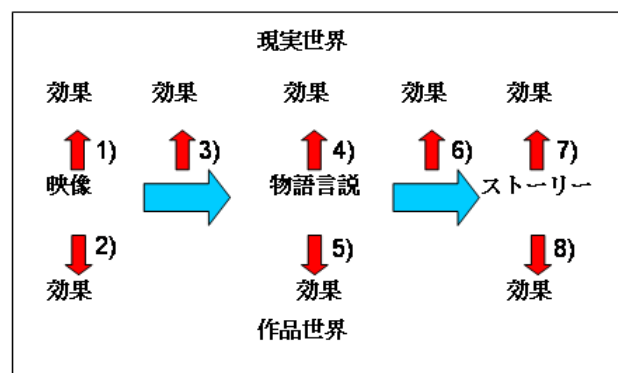 現実世界
効果 効果 効果 効果 効果
1) 3) 4) 6) 7)
映像 物語言説 ストーリー
2) 5) 8)
効果 効果 効果
作品世界